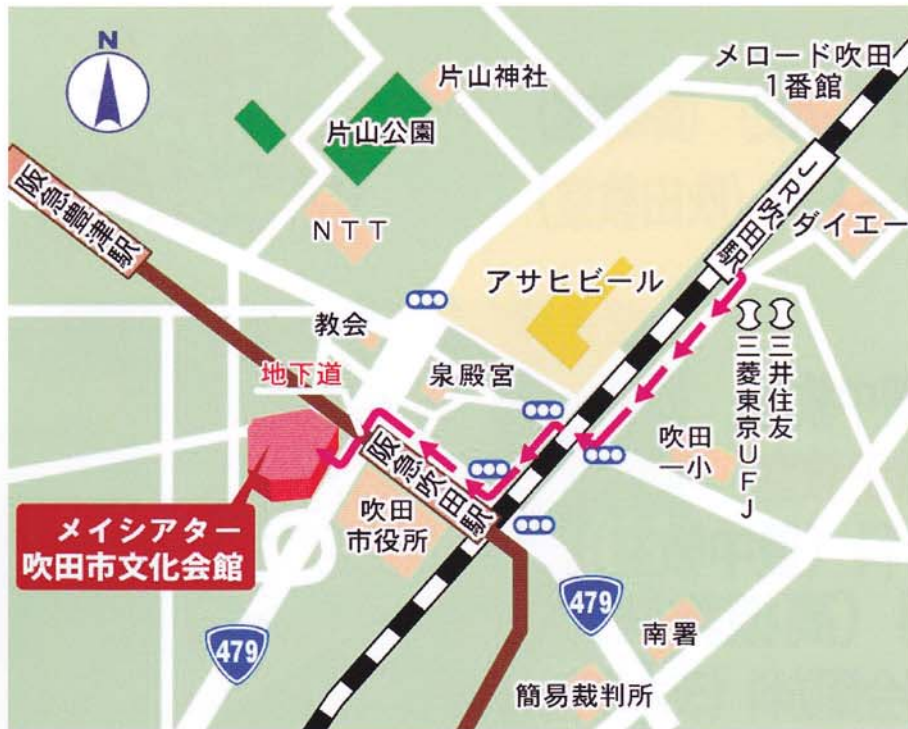 N
メロード吹田
1番館
片山神社
片山公園
JR吹田駅
ダイエー
阪急豊津駅
NTT
アサヒビール
教会
泉殿宮
地下道
三井住友
三菱東京UFJ
吹田
一小
阪急吹田駅
吹田
市役所
メイシアター
吹田市文化会館
479
479
南署
簡易裁判所